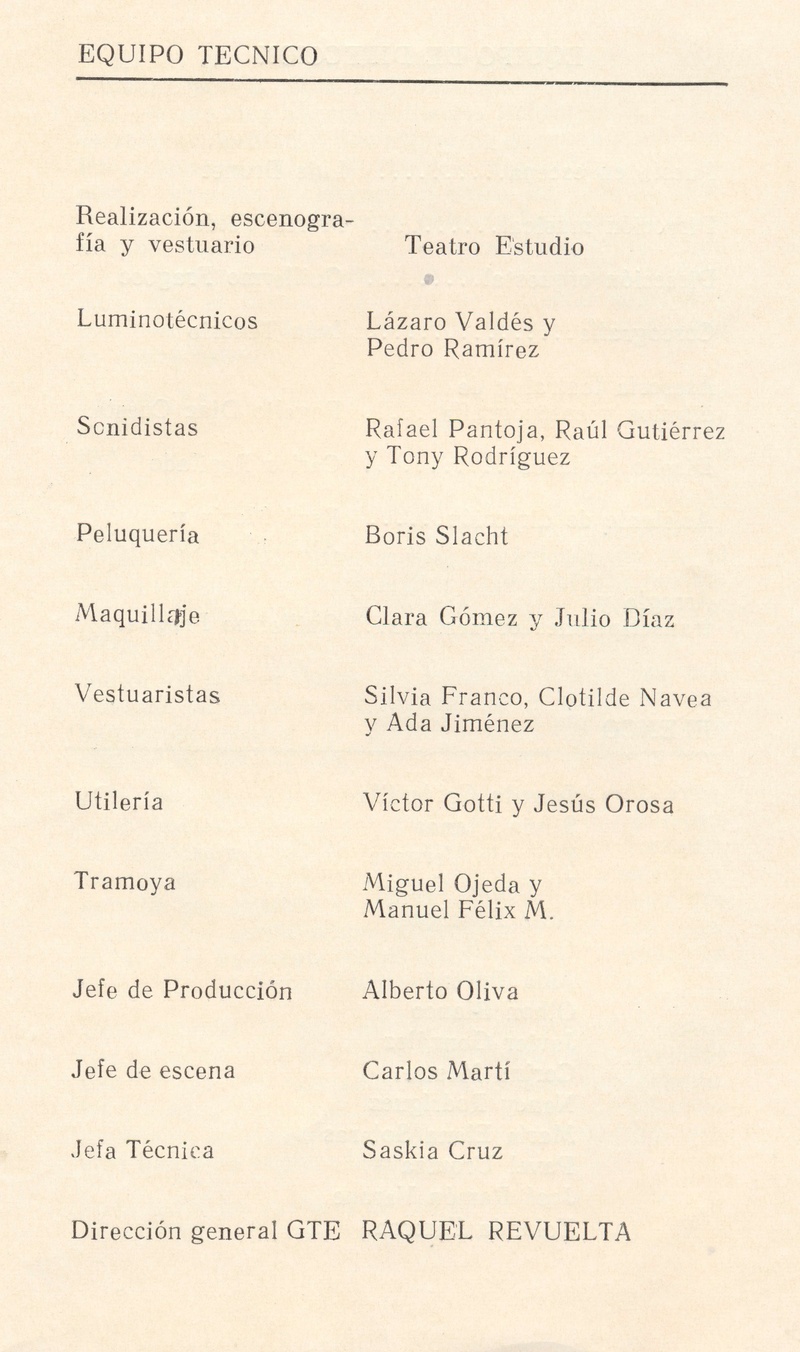 EQUIPO TECNICO
Realización, escenogra-
fía y vestuario Teatro Estudio
Luminotécnicos Lázaro Valdés y
Pedro Ramírez
Scnidistas Rafael Pantoja, Raúl Gutiérrez
y Tony Rodríguez
Peluquería Boris Slacht
Maquillaje Clara Gómez y Julio Díaz
Vestuaristas Silvia Franco, Clotilde Navea
y Ada Jiménez
Utilería Víctor Gotti y Jesús Orosa
Tramoya Miguel Ojeda y
Manuel Félix M.
Jefe de Producción Alberto Oliva
Jefe de escena Carlos Martí
Jefa Técnica Saskia Cruz
Dirección general GTE RAQUEL REVUELTA